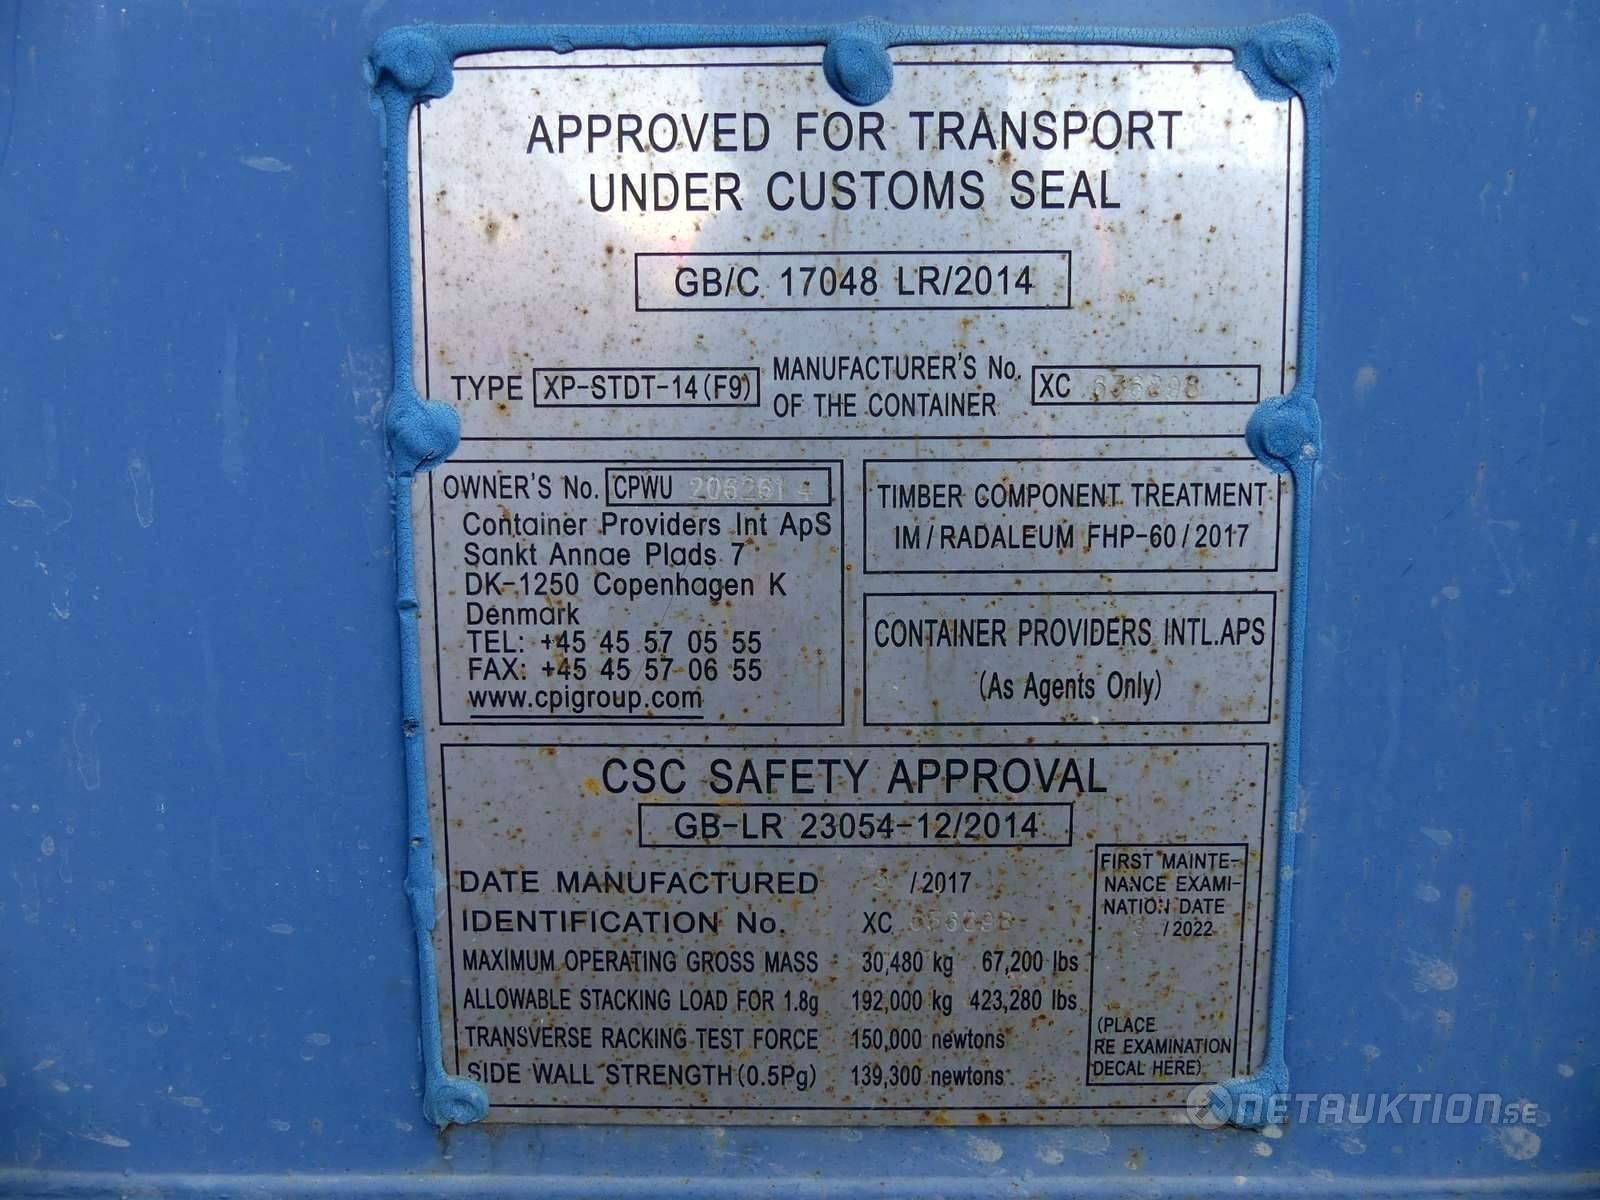 APPROVED FOR TRANSPORT
UNDER CUSTOMS SEAL
GB/C 17048 LR/2014
TYPE XP-STDT-14(F9)
MANUFACTURER'S No.
OF THE CONTAINER
XC
OWNER'S No. CPWU 206261 4
Container Providers Int ApS
Sankt Annae Plads 7
DK-1250 Copenhagen K
Denmark
TEL: +45 45 57 05 55
FAX: +45 45 57 06 55
www.cpigroup.com
TIMBER COMPONENT TREATMENT
IM/RADALEUM FHP-60/2017
CONTAINER PROVIDERS INTL.APS
(As Agents Only)
CSC SAFETY APPROVAL
GB-LR 23054-12/2014
DATE MANUFACTURED 3 /2017
IDENTIFICATION No. XC
MAXIMUM OPERATING GROSS MASS 30,480 kg 67,200 lbs
ALLOWABLE STACKING LOAD FOR 1.8g 192,000 kg 423,280 lbs
TRANSVERSE RACKING TEST FORCE 150,000 newtons
SIDE WALL STRENGTH(0.5Pg) 139,300 newtons
FIRST MAINTE-
NANCE EXAMI-
NATION DATE
3 /2022
(PLACE
RE EXAMINATION
DECAL HERE)
NETAUKTION.SE